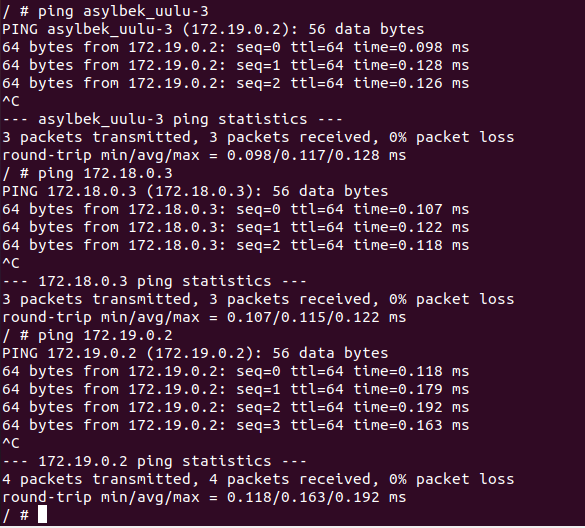 / # ping asylbek_uulu-3
PING asylbek_uulu-3 (172.19.0.2): 56 data bytes
64 bytes from 172.19.0.2: seq=0 ttl=64 time=0.098 ms
64 bytes from 172.19.0.2: seq=1 ttl=64 time=0.128 ms
64 bytes from 172.19.0.2: seq=2 ttl=64 time=0.126 ms
^C
--- asylbek_uulu-3 ping statistics ---
3 packets transmitted, 3 packets received, 0% packet loss
round-trip min/avg/max = 0.098/0.117/0.128 ms
/ # ping 172.18.0.3
PING 172.18.0.3 (172.18.0.3): 56 data bytes
64 bytes from 172.18.0.3: seq=0 ttl=64 time=0.107 ms
64 bytes from 172.18.0.3: seq=1 ttl=64 time=0.122 ms
64 bytes from 172.18.0.3: seq=2 ttl=64 time=0.118 ms
^C
--- 172.18.0.3 ping statistics ---
3 packets transmitted, 3 packets received, 0% packet loss
round-trip min/avg/max = 0.107/0.115/0.122 ms
/ # ping 172.19.0.2
PING 172.19.0.2 (172.19.0.2): 56 data bytes
64 bytes from 172.19.0.2: seq=0 ttl=64 time=0.118 ms
64 bytes from 172.19.0.2: seq=1 ttl=64 time=0.179 ms
64 bytes from 172.19.0.2: seq=2 ttl=64 time=0.192 ms
64 bytes from 172.19.0.2: seq=3 ttl=64 time=0.163 ms
^C
--- 172.19.0.2 ping statistics ---
4 packets transmitted, 4 packets received, 0% packet loss
round-trip min/avg/max = 0.118/0.163/0.192 ms
/ #